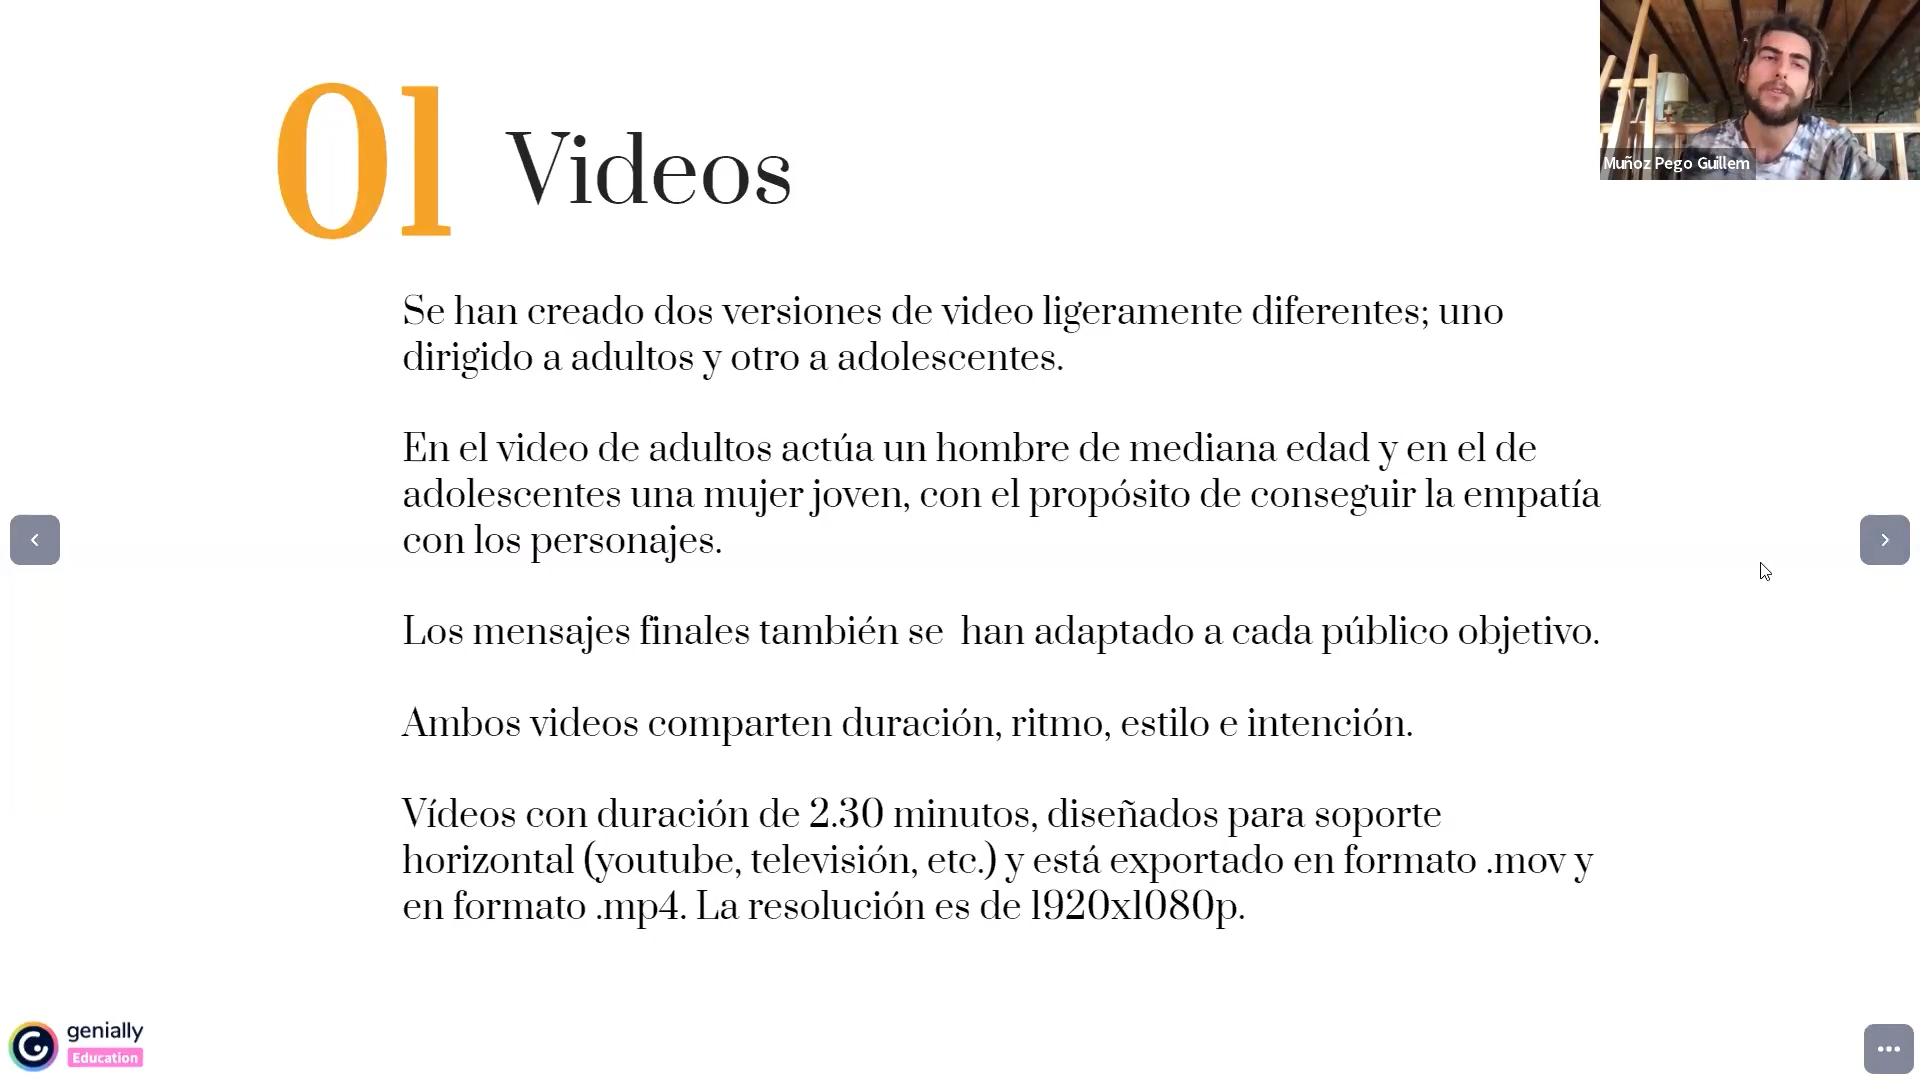 01 Videos
Muñoz Pego Guillem
Se han creado dos versiones de video ligeramente diferentes; uno
dirigido a adultos y otro a adolescentes.
En el video de adultos actúa un hombre de mediana edad y en el de
adolescentes una mujer joven, con el propósito de conseguir la empatía
con los personajes.
Los mensajes finales también se  han adaptado a cada público objetivo.
Ambos videos comparten duración, ritmo, estilo e intención.
Vídeos con duración de 2.30 minutos, diseñados para soporte
horizontal (youtube, televisión, etc.) y está exportado en formato .mov y
en formato .mp4. La resolución es de 1920x1080p.
genially
Education